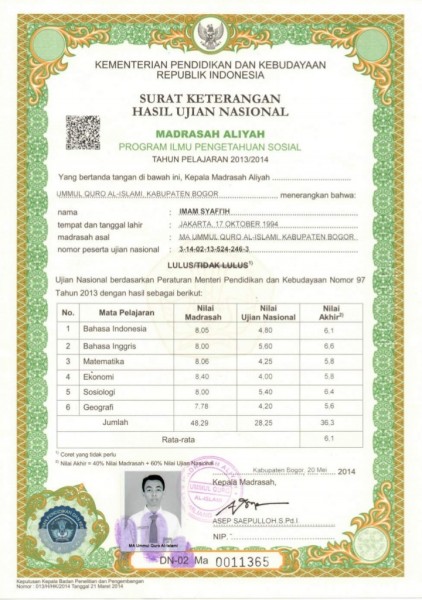 KEMENTERIAN PENDIDIKAN DAN KEBUDAYAAN
REPUBLIK INDONESIA
SURAT KETERANGAN
HASIL UJIAN NASIONAL
MADRASAH ALIYAH
PROGRAM ILMU PENGETAHUAN SOSIAL
TAHUN PELAJARAN 2013/2014
Yang bertanda tangan di bawah ini, Kepala Madrasah Aliyah
UMMUL QURO AL-ISLAMI, KABUPATEN BOGOR menerangkan bahwa:
nama : IMAM SYAFI'IH
tempat dan tanggal lahir : JAKARTA, 17 OKTOBER 1994
madrasah asal : MA UMMUL QURO AL-ISLAMI, KABUPATEN BOGOR
nomor peserta ujian nasional : 3-14-02-13-524-246-3
LULUS/TIDAK LULUS¹⁾
Ujian Nasional berdasarkan Peraturan Menteri Pendidikan dan Kebudayaan Nomor 97
Tahun 2013 dengan hasil sebagai berikut:
No. Mata Pelajaran Nilai Madrasah Nilai Ujian Nasional Nilai Akhir²⁾
1 Bahasa Indonesia 8,05 4,80 6,1
2 Bahasa Inggris 8,00 5,60 6,6
3 Matematika 8,06 4,25 5,8
4 Ekonomi 8,40 4,00 5,8
5 Sosiologi 8,00 5,40 6,4
6 Geografi 7,78 4,20 5,6
Jumlah 48,29 28,25 36,3
Rata-rata 6,1
¹⁾ Coret yang tidak perlu
²⁾ Nilai Akhir = 40% Nilai Madrasah + 60% Nilai Ujian Nasional
Kabupaten Bogor, 20 Mei 2014
Kepala Madrasah,
UMMUL QURO
AL-ISLAMI
ASEP SAEPULLOH.S.Pd.I
NIP.
MA Ummul Quro Al-Islami
DN-02 Ma 0011365
Keputusan Kepala Badan Penelitian dan Pengembangan
Nomor : 013/H/HK/2014 Tanggal 21 Maret 2014